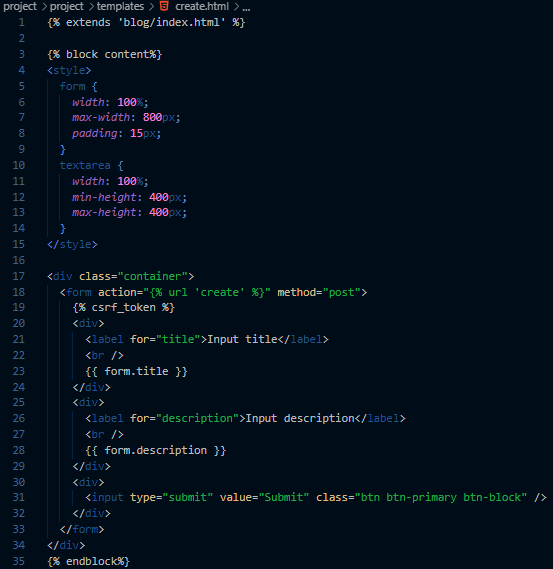 project > project > templates > create.html > ...
1 {% extends 'blog/index.html' %}
2
3 {% block content%}
4 <style>
5 form {
6 width: 100%;
7 max-width: 800px;
8 padding: 15px;
9 }
10 textarea {
11 width: 100%;
12 min-height: 400px;
13 max-height: 400px;
14 }
15 </style>
16
17 <div class="container">
18 <form action="{% url 'create' %}" method="post">
19 {% csrf_token %}
20 <div>
21 <label for="title">Input title</label>
22 <br />
23 {{ form.title }}
24 </div>
25 <div>
26 <label for="description">Input description</label>
27 <br />
28 {{ form.description }}
29 </div>
30 <div>
31 <input type="submit" value="Submit" class="btn btn-primary btn-block" />
32 </div>
33 </form>
34 </div>
35 {% endblock%}